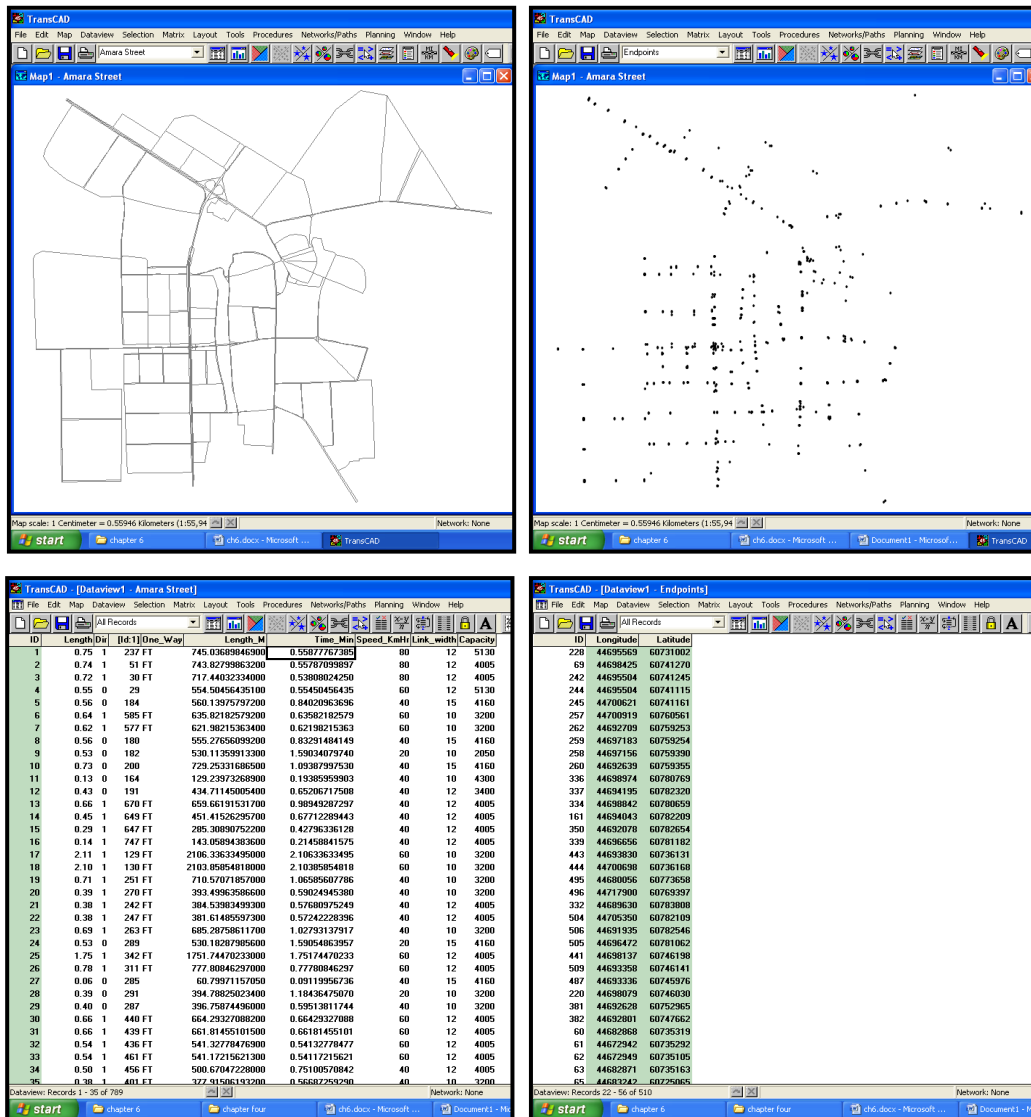 TransCAD
File Edit Map Dataview Selection Matrix Layout Tools Procedures Networks/Paths Planning Window Help
Amara Street
Map1 - Amara Street
Map scale: 1 Centimeter = 0.55946 Kilometers (1:55,94
Network: None
start chapter 6 ch6.docx - Microsoft ... TransCAD
TransCAD
File Edit Map Dataview Selection Matrix Layout Tools Procedures Networks/Paths Planning Window Help
Endpoints
Map1 - Amara Street
Map scale: 1 Centimeter = 0.55946 Kilometers (1:55,94
Network: None
start chapter 6 ch6.docx - Microsoft ... Document1 - Microsof... TransCAD
TransCAD - [Dataview1 - Amara Street]
File Edit Map Dataview Selection Matrix Layout Tools Procedures Networks/Paths Planning Window Help
All Records
ID Length Dir [Id:1] One_Way Length_M Time_Min Speed_KmHr Link_width Capacity
1 0.75 1 237 FT 745.03689846900 0.55877767385 80 12 5130
2 0.74 1 51 FT 743.82799863200 0.55787099897 80 12 4005
3 0.72 1 30 FT 717.44032334000 0.53808024250 80 12 4005
4 0.55 0 29 554.50456435100 0.55450456435 60 12 5130
5 0.56 0 184 560.13975797200 0.84020963696 40 15 4160
6 0.64 1 585 FT 635.82182579200 0.63582182579 60 10 3200
7 0.62 1 577 FT 621.98215363400 0.62198215363 60 10 3200
8 0.56 0 180 555.27656099200 0.83291484149 40 15 4160
9 0.53 0 182 530.11359913300 1.59034079740 20 10 2050
10 0.73 0 200 729.25331686500 1.09387997530 40 15 4160
11 0.13 0 164 129.23973268900 0.19385959903 40 10 4300
12 0.43 0 191 434.71145005400 0.65206717508 40 12 3400
13 0.66 1 670 FT 659.66191531700 0.98949287297 40 12 4005
14 0.45 1 649 FT 451.41526295700 0.67712289443 40 12 4005
15 0.29 1 647 FT 285.30890752200 0.42796336128 40 12 4005
16 0.14 1 747 FT 143.05894383600 0.21458841575 40 12 4005
17 2.11 1 129 FT 2106.33633495000 2.10633633495 60 10 3200
18 2.10 1 130 FT 2103.85854818000 2.10385854818 60 10 3200
19 0.71 1 251 FT 710.57071857000 1.06585607786 40 10 3200
20 0.39 1 270 FT 393.49963586600 0.59024945380 40 10 3200
21 0.38 1 242 FT 384.53983499300 0.57680975249 40 12 4005
22 0.38 1 247 FT 381.61485597300 0.57242228396 40 12 4005
23 0.69 1 263 FT 685.28758611700 1.02793137917 40 10 3200
24 0.53 0 289 530.18287985600 1.59054863957 20 15 4160
25 1.75 1 342 FT 1751.74470233000 1.75174470233 60 12 4005
26 0.78 1 311 FT 777.80846297000 0.77780846297 60 12 4005
27 0.06 0 285 60.79971157050 0.09119956736 40 15 4160
28 0.39 0 291 394.78825023400 1.18436475070 20 10 3200
29 0.40 0 287 396.75874496000 0.59513811744 40 10 3200
30 0.66 1 440 FT 664.29327088200 0.66429327088 60 12 4005
31 0.66 1 439 FT 661.81455101500 0.66181455101 60 12 4005
32 0.54 1 436 FT 541.32778476900 0.54132778477 60 12 4005
33 0.54 1 461 FT 541.17215621300 0.54117215621 60 12 4005
34 0.50 1 456 FT 500.67047228000 0.75100570842 40 12 4005
35 0.38 1 401 FT 377.91506193200 0.56687259290 40 10 3200
Dataview: Records 1 - 35 of 789
Network: None
start chapter 6 chapter four ch6.docx - Microsoft ... Document1 - Mic
TransCAD - [Dataview1 - Endpoints]
File Edit Map Dataview Selection Matrix Layout Tools Procedures Networks/Paths Planning Window Help
All Records
ID Longitude Latitude
228 44695569 60731002
69 44698425 60741270
242 44695504 60741245
244 44695504 60741115
245 44700621 60741161
257 44700919 60760561
262 44692709 60759253
259 44697183 60759254
258 44697156 60759390
260 44692639 60759355
336 44698974 60780769
337 44694195 60782320
334 44698842 60780659
161 44694043 60782209
350 44692078 60782654
339 44696656 60781182
443 44693830 60736131
444 44700698 60736168
495 44680056 60773658
496 44717900 60769397
332 44689630 60783808
504 44705350 60782109
506 44691935 60782546
505 44696472 60781062
441 44698137 60746198
509 44693358 60746141
487 44693336 60745976
220 44698079 60746030
381 44692628 60752965
382 44692801 60747662
60 44682868 60735319
61 44672942 60735292
62 44672949 60735105
63 44682871 60735163
65 44683242 60725065
Dataview: Records 22 - 56 of 510
Network: None
start chapter 6 chapter four ch6.docx - Microsoft ... Document1 - M